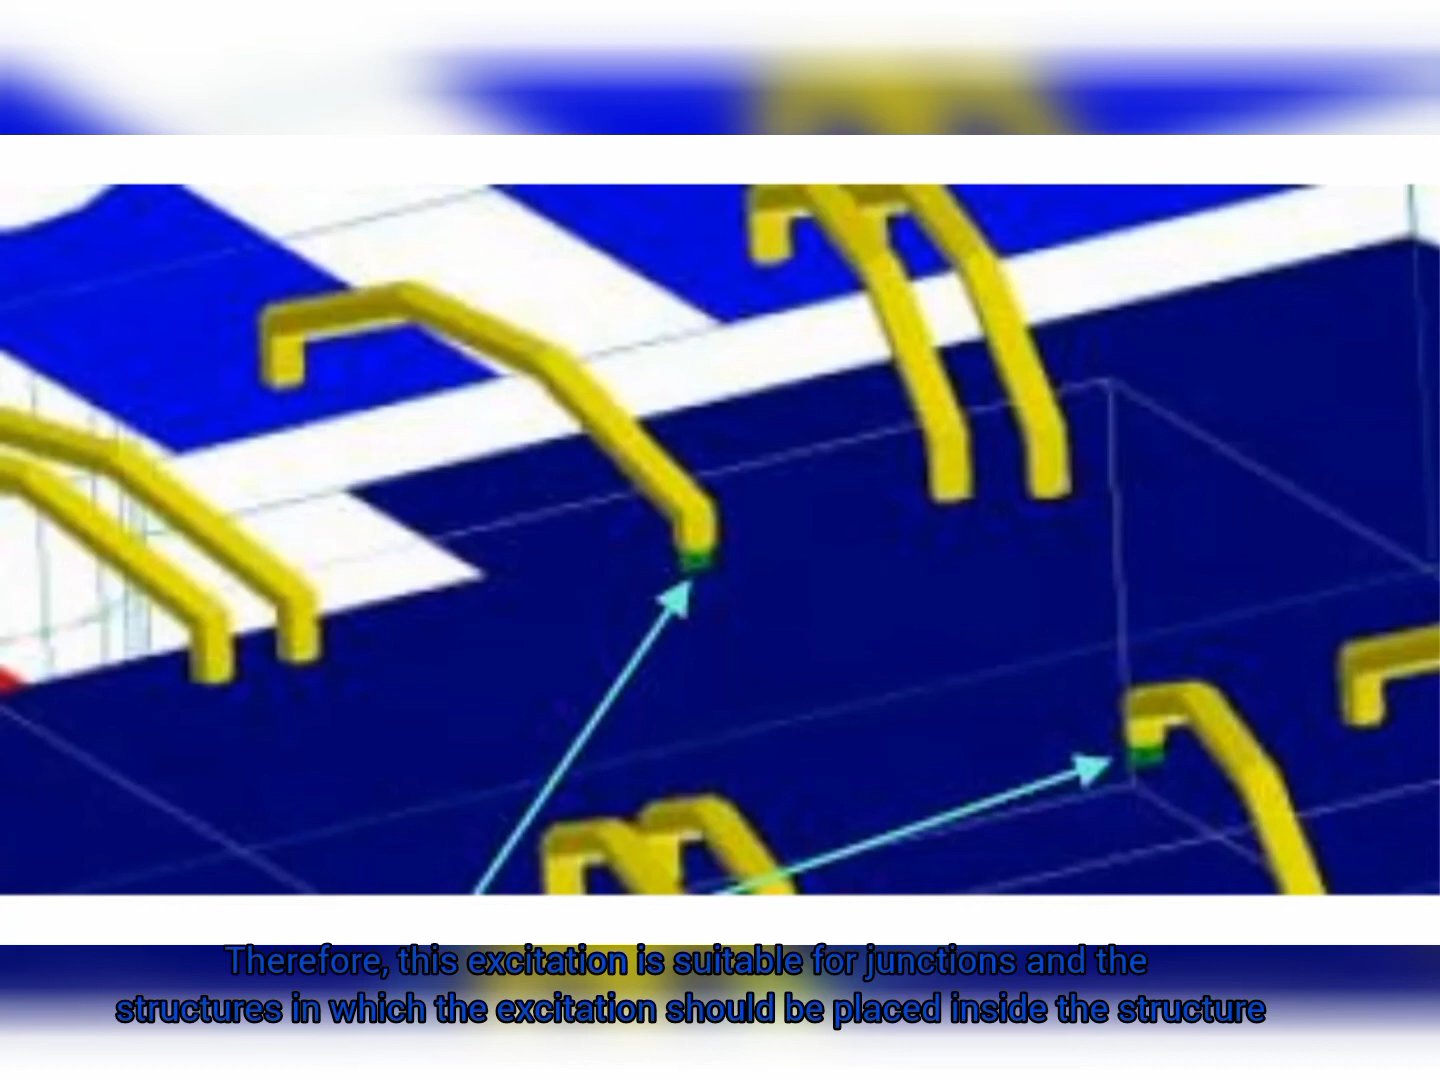 Therefore, this excitation is suitable for junctions and the
structures in which the excitation should be placed inside the structure